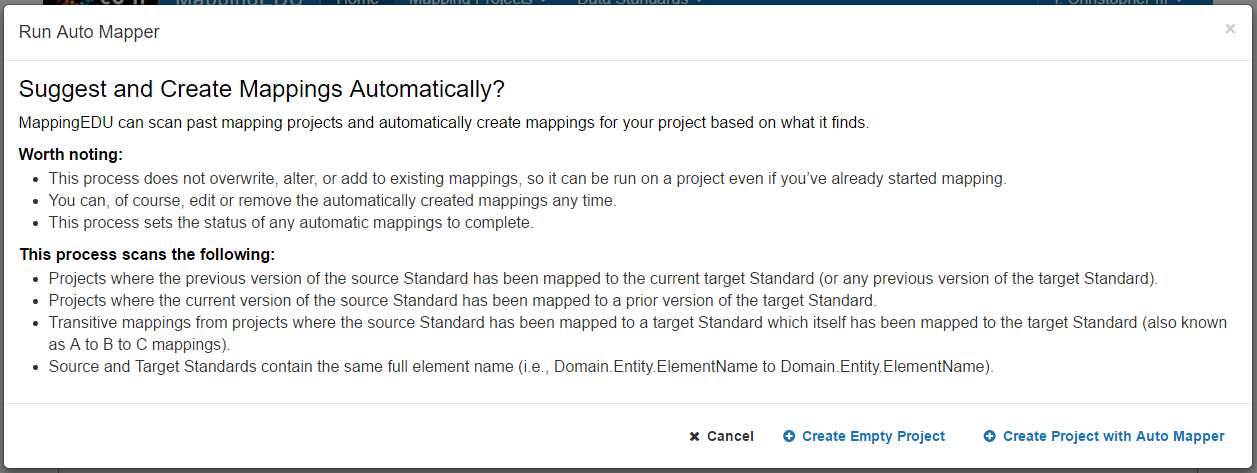 MappingEDU Home Mapping Projects Data Standards
Run Auto Mapper ×
Suggest and Create Mappings Automatically?
MappingEDU can scan past mapping projects and automatically create mappings for your project based on what it finds.
Worth noting:
• This process does not overwrite, alter, or add to existing mappings, so it can be run on a project even if you’ve already started mapping.
• You can, of course, edit or remove the automatically created mappings any time.
• This process sets the status of any automatic mappings to complete.
This process scans the following:
• Projects where the previous version of the source Standard has been mapped to the current target Standard (or any previous version of the target Standard).
• Projects where the current version of the source Standard has been mapped to a prior version of the target Standard.
• Transitive mappings from projects where the source Standard has been mapped to a target Standard which itself has been mapped to the target Standard (also known
as A to B to C mappings).
• Source and Target Standards contain the same full element name (i.e., Domain.Entity.ElementName to Domain.Entity.ElementName).
Cancel Create Empty Project Create Project with Auto Mapper